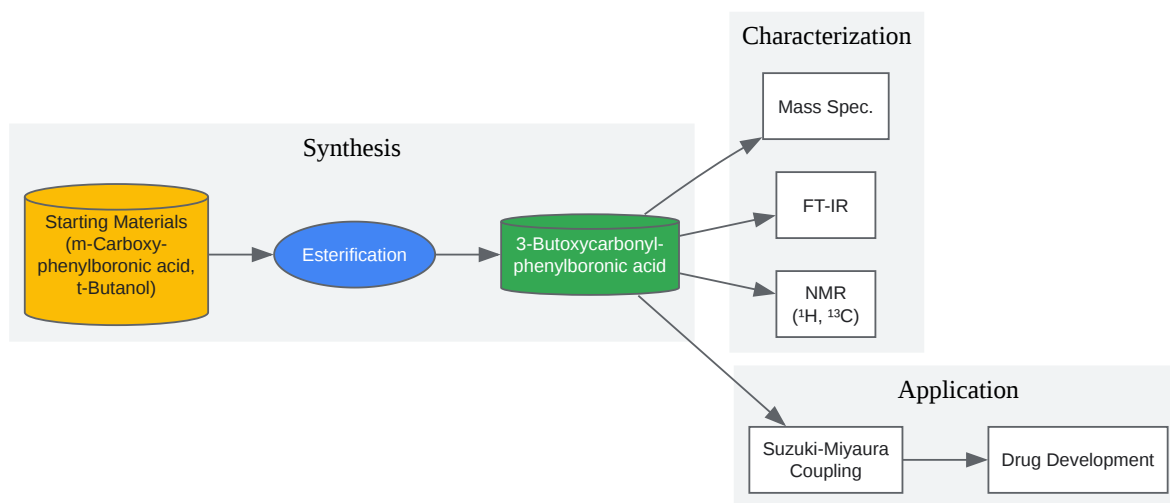 Synthesis
Starting Materials
(m-Carboxy-
phenylboronic acid,
t-Butanol)
Esterification
3-Butoxycarbonyl-
phenylboronic acid
Characterization
Mass Spec.
FT-IR
NMR
(¹H, ¹³C)
Application
Suzuki-Miyaura
Coupling
Drug Development